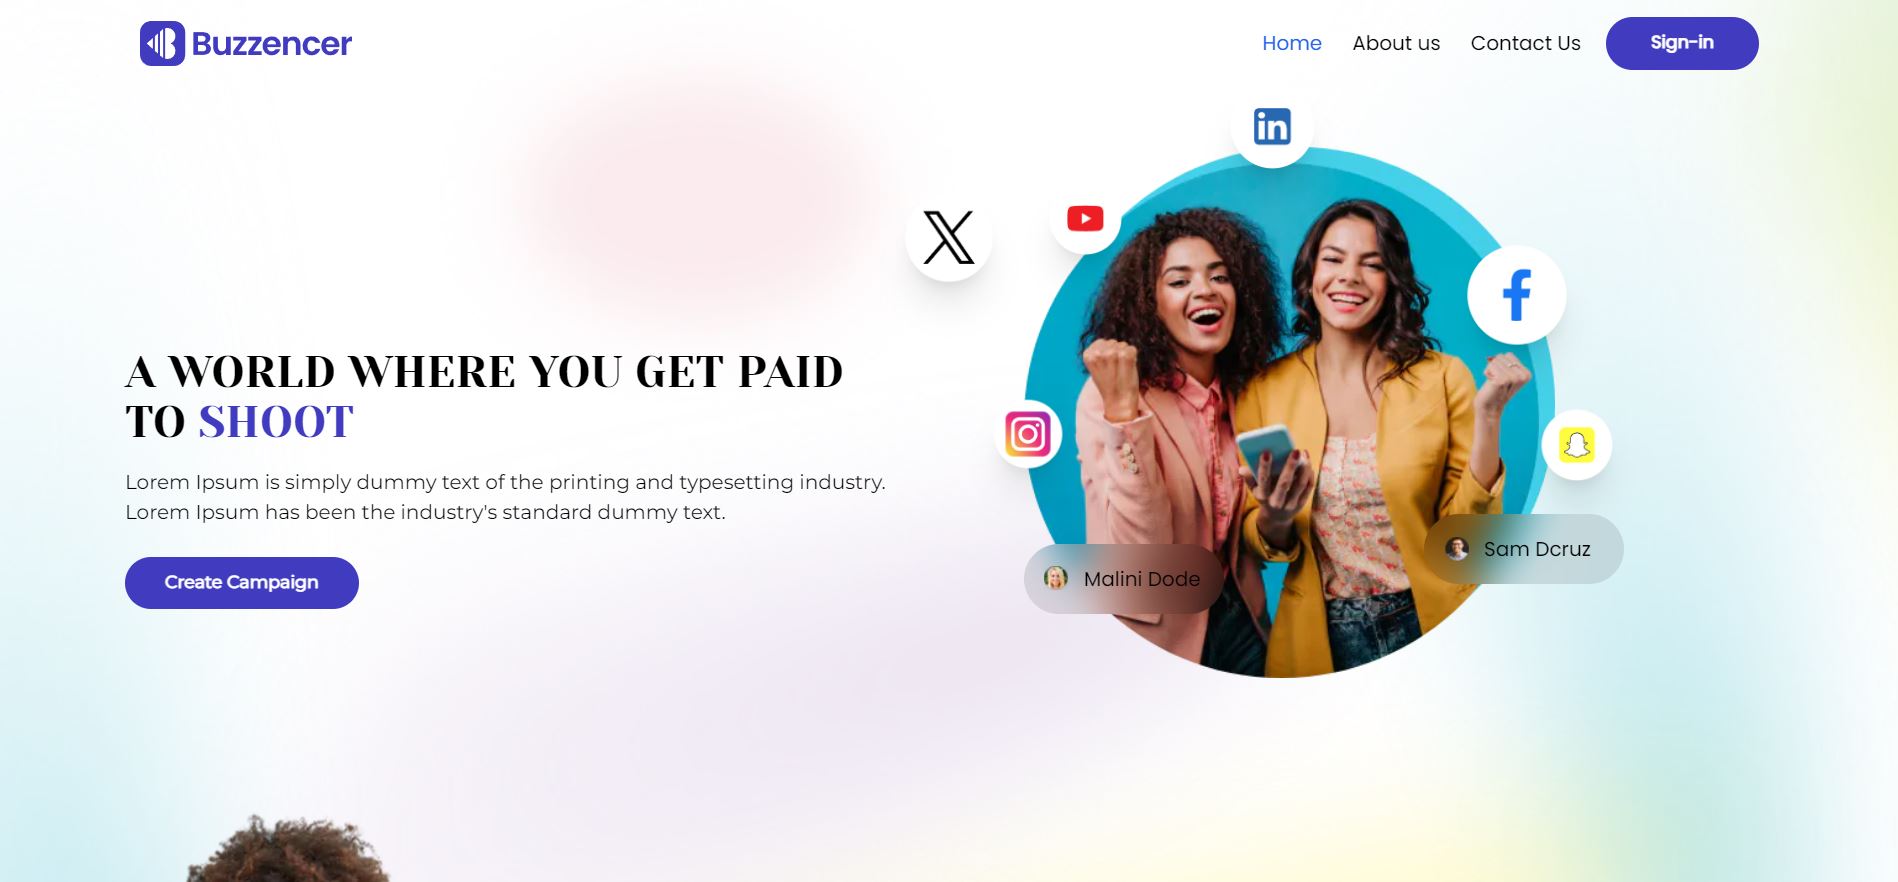 Buzzencer
Home
About us
Contact Us
Sign-in
in
A WORLD WHERE YOU GET PAID
TO SHOOT
Lorem Ipsum is simply dummy text of the printing and typesetting industry.
Lorem Ipsum has been the industry's standard dummy text.
Create Campaign
Sam Dcruz
Malini Dode